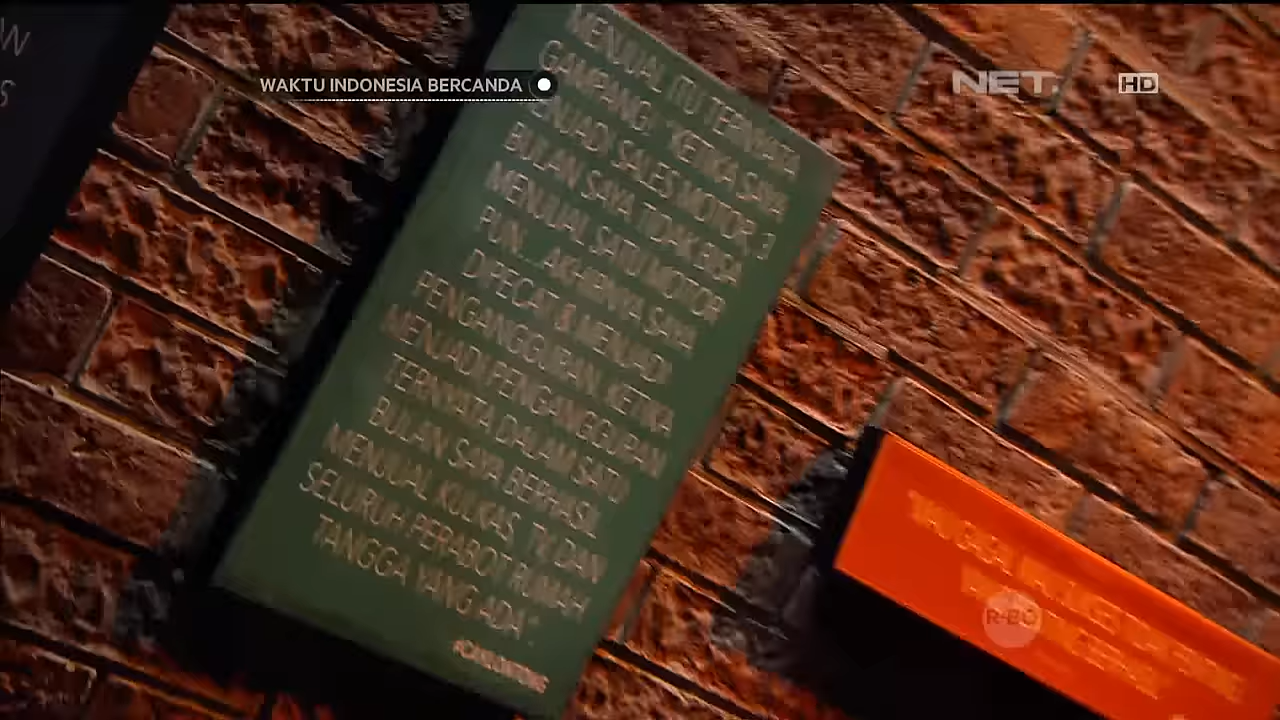 WAKTU INDONESIA BERCANDA
NET.
HD
MENJUAL ITU TERNYATA
GAMPANG. "KETIKA SAYA
MENJADI SALES MOTOR, 3
BULAN SAYA TIDAK BISA
MENJUAL SATU MOTOR
PUN... AKHIRNYA SAYA
DIPECAT & MENJADI
PENGANGGURAN. KETIKA
MENJADI PENGANGGURAN
TERNYATA DALAM SATU
BULAN SAYA BERHASIL
MENJUAL KULKAS, TV, DAN
SELURUH PERABOT RUMAH
TANGGA YANG ADA".
R-BO